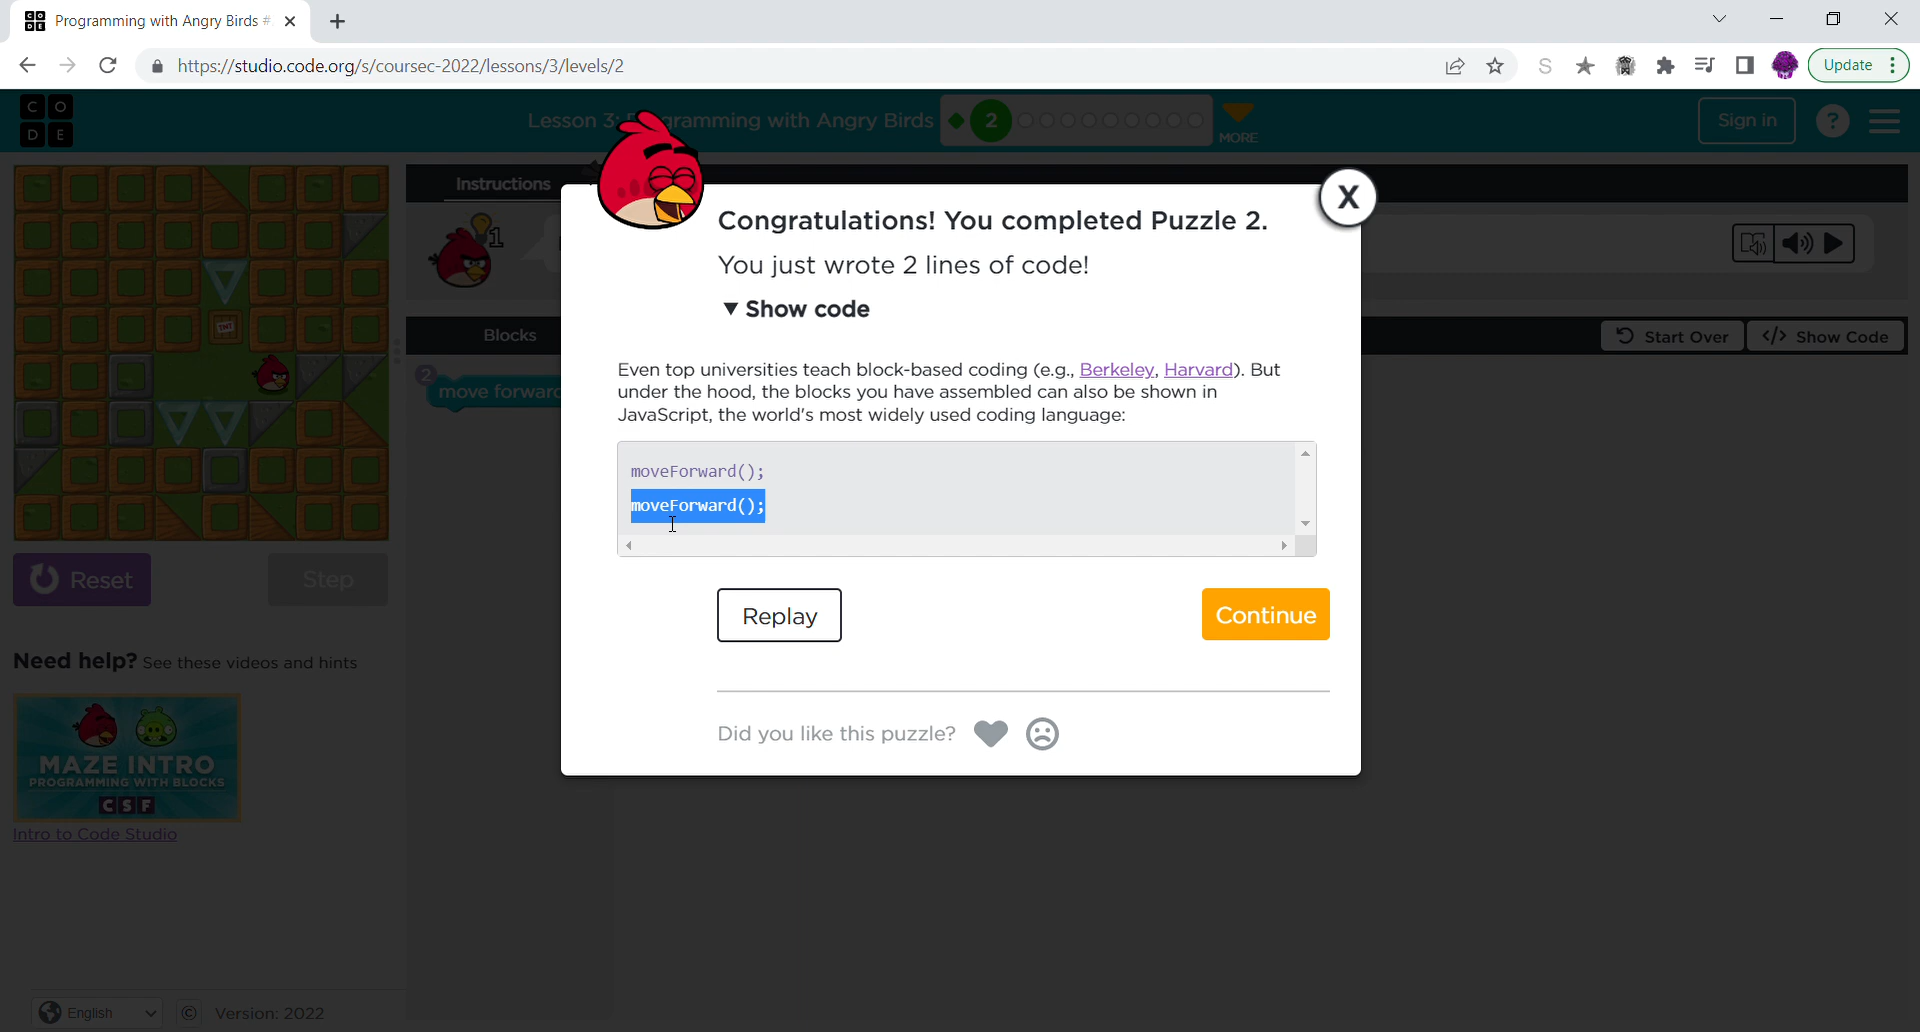 Programming with Angry Birds #
https://studio.code.org/s/coursec-2022/lessons/3/levels/2
Update
C O
D E
Lesson 3: P gramming with Angry Birds
2
MORE
Sign in
?
Instructions
1
X
Congratulations! You completed Puzzle 2.
You just wrote 2 lines of code!
Show code
TNT
Blocks
Start Over
</> Show Code
2
move forward
Even top universities teach block-based coding (e.g., Berkeley, Harvard). But
under the hood, the blocks you have assembled can also be shown in
JavaScript, the world's most widely used coding language:
moveForward();
moveForward();
Reset
Step
Replay
Continue
Need help? See these videos and hints
MAZE INTRO
PROGRAMMING WITH BLOCKS
C S F
Intro to Code Studio
Did you like this puzzle?
English
© Version: 2022